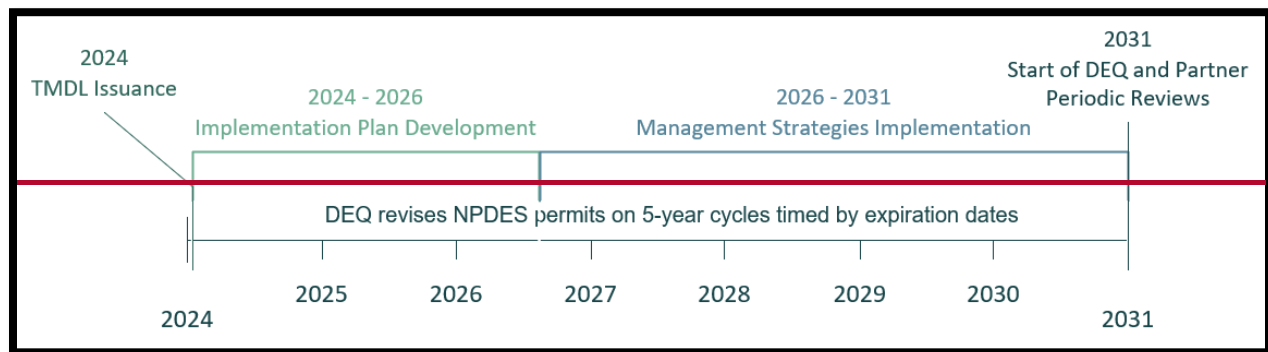 2024
TMDL Issuance
2024 - 2026
Implementation Plan Development
2026 - 2031
Management Strategies Implementation
2031
Start of DEQ and Partner
Periodic Reviews
DEQ revises NPDES permits on 5-year cycles timed by expiration dates
2024
2025
2026
2027
2028
2029
2030
2031